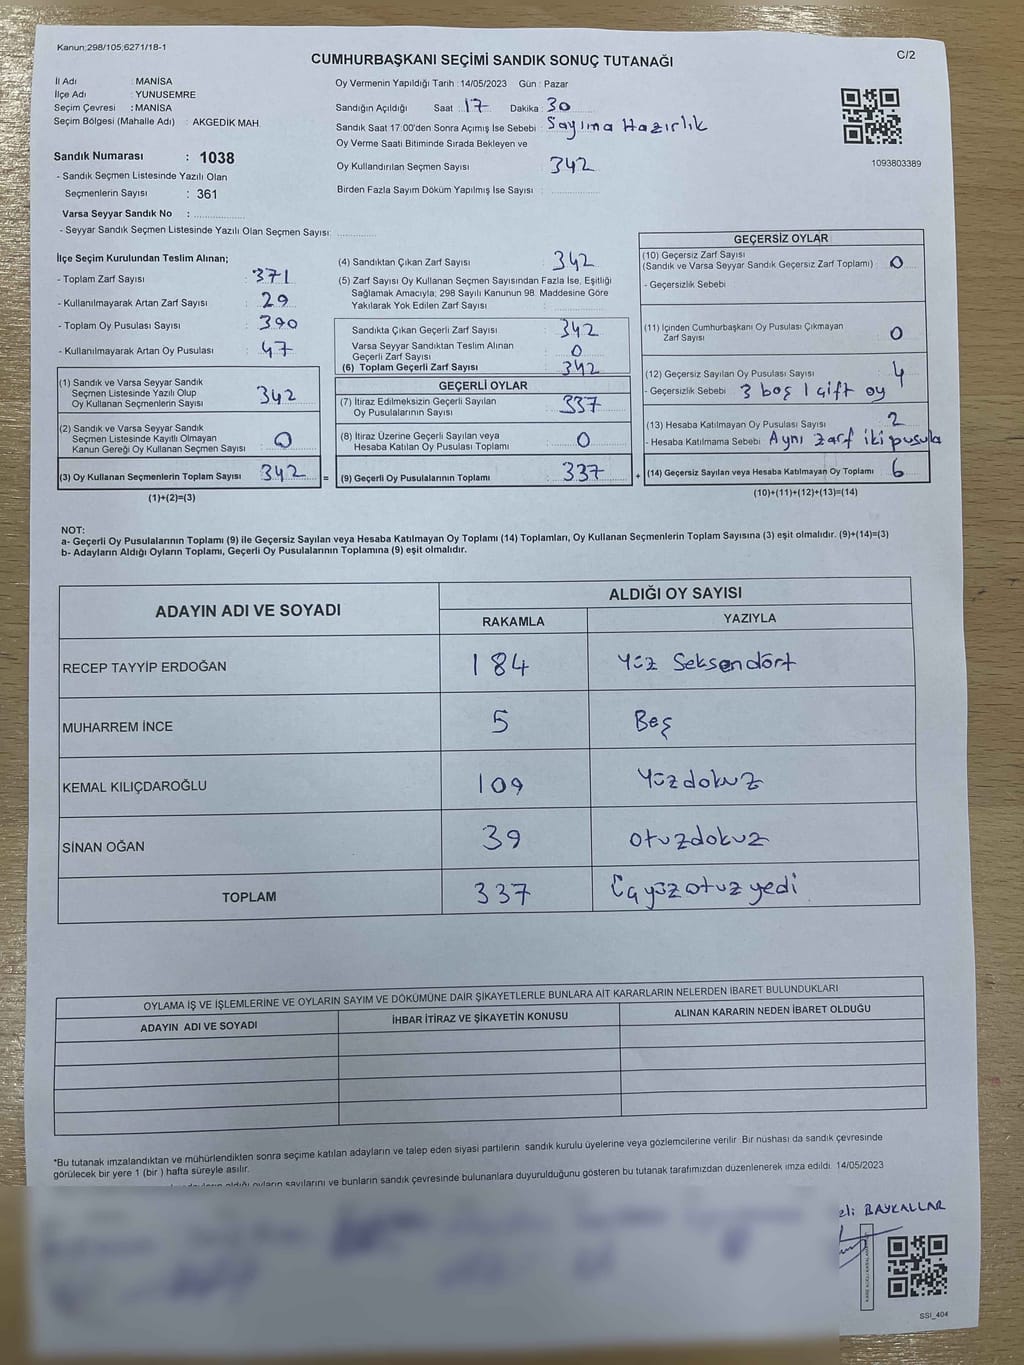 Kanun;298/105;6271/18-1
C/2
CUMHURBAŞKANI SEÇİMİ SANDIK SONUÇ TUTANAĞI
İl Adı : MANİSA
İlçe Adı : YUNUSEMRE
Seçim Çevresi : MANİSA
Seçim Bölgesi (Mahalle Adı) : AKGEDİK MAH.
Oy Vermenin Yapıldığı Tarih : 14/05/2023 Gün : Pazar
Sandığın Açıldığı Saat : 17 Dakika : 30
Sandık Saat 17:00'den Sonra Açımış İse Sebebi : Sayıma Hazırlık
Oy Verme Saati Bitiminde Sırada Bekleyen ve
Oy Kullandırılan Seçmen Sayısı : 342
Birden Fazla Sayım Döküm Yapılmış İse Sayısı :
1093803389
Sandık Numarası : 1038
- Sandık Seçmen Listesinde Yazılı Olan
Seçmenlerin Sayısı : 361
Varsa Seyyar Sandık No :
- Seyyar Sandık Seçmen Listesinde Yazılı Olan Seçmen Sayısı:
İlçe Seçim Kurulundan Teslim Alınan;
- Toplam Zarf Sayısı : 371
- Kullanılmayarak Artan Zarf Sayısı : 29
- Toplam Oy Pusulası Sayısı : 390
- Kullanılmayarak Artan Oy Pusulası : 47
(1) Sandık ve Varsa Seyyar Sandık
Seçmen Listesinde Yazılı Olup
Oy Kullanan Seçmenlerin Sayısı : 342
(2) Sandık ve Varsa Seyyar Sandık
Seçmen Listesinde Kayıtlı Olmayan
Kanun Gereği Oy Kullanan Seçmen Sayısı : 0
(3) Oy Kullanan Seçmenlerin Toplam Sayısı : 342 =
(1)+(2)=(3)
(4) Sandıktan Çıkan Zarf Sayısı : 342
(5) Zarf Sayısı Oy Kullanan Seçmen Sayısından Fazla İse, Eşitliği
Sağlamak Amacıyla; 298 Sayılı Kanunun 98. Maddesine Göre
Yakılarak Yok Edilen Zarf Sayısı :
Sandıkta Çıkan Geçerli Zarf Sayısı : 342
Varsa Seyyar Sandıktan Teslim Alınan
Geçerli Zarf Sayısı : 0
(6) Toplam Geçerli Zarf Sayısı : 342
GEÇERLİ OYLAR
(7) İtiraz Edilmeksizin Geçerli Sayılan
Oy Pusulalarının Sayısı : 337
(8) İtiraz Üzerine Geçerli Sayılan veya
Hesaba Katılan Oy Pusulası Toplamı : 0
(9) Geçerli Oy Pusulalarının Toplamı : 337 +
GEÇERSİZ OYLAR
(10) Geçersiz Zarf Sayısı
(Sandık ve Varsa Seyyar Sandık Geçersiz Zarf Toplamı) : 0
- Geçersizlik Sebebi
(11) İçinden Cumhurbaşkanı Oy Pusulası Çıkmayan
Zarf Sayısı : 0
(12) Geçersiz Sayılan Oy Pusulası Sayısı : 4
- Geçersizlik Sebebi 3 boş 1 çift oy
(13) Hesaba Katılmayan Oy Pusulası Sayısı : 2
- Hesaba Katılmama Sebebi Aynı zarf iki pusula
(14) Geçersiz Sayılan veya Hesaba Katılmayan Oy Toplamı : 6
(10)+(11)+(12)+(13)=(14)
NOT:
a- Geçerli Oy Pusulalarının Toplamı (9) ile Geçersiz Sayılan veya Hesaba Katılmayan Oy Toplamı (14) Toplamları, Oy Kullanan Seçmenlerin Toplam Sayısına (3) eşit olmalıdır. (9)+(14)=(3)
b- Adayların Aldığı Oyların Toplamı, Geçerli Oy Pusulalarının Toplamına (9) eşit olmalıdır.
ADAYIN ADI VE SOYADI ALDIĞI OY SAYISI
RAKAMLA YAZIYLA
RECEP TAYYİP ERDOĞAN 184 Yüz Seksendört
MUHARREM İNCE 5 Beş
KEMAL KILIÇDAROĞLU 109 Yüzdokuz
SİNAN OĞAN 39 otuzdokuz
TOPLAM 337 Üçyüzotuzyedi
OYLAMA İŞ VE İŞLEMLERİNE VE OYLARIN SAYIM VE DÖKÜMÜNE DAİR ŞİKAYETLERLE BUNLARA AİT KARARLARIN NELERDEN İBARET BULUNDUKLARI
ADAYIN ADI VE SOYADI İHBAR İTİRAZ VE ŞİKAYETİN KONUSU ALINAN KARARIN NEDEN İBARET OLDUĞU
*Bu tutanak imzalandıktan ve mühürlendikten sonra seçime katılan adayların ve talep eden siyasi partilerin sandık kurulu üyelerine veya gözlemcilerine verilir. Bir nüshası da sandık çevresinde
görülecek bir yere 1 (bir ) hafta süreyle asılır.
oyların sayılarını ve bunların sandık çevresinde bulunanlara duyurulduğunu gösteren bu tutanak tarafımızdan düzenlenerek imza edildi. 14/05/2023
BAYKALLAR
SSI_404